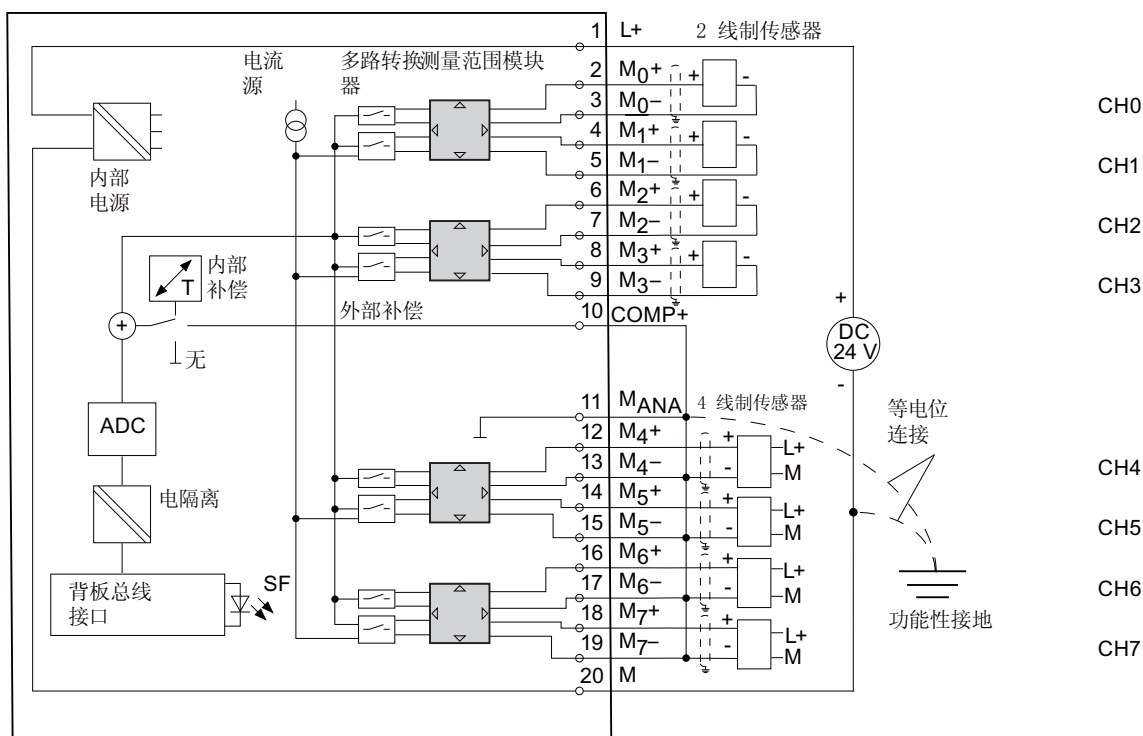 1 L+ 2 线制传感器
电流
源
多路转换测量范围模块
器
2 M0+ + -
3 M0-
CH0
4 M1+ + -
5 M1-
CH1
内部
电源
6 M2+ + -
7 M2-
CH2
8 M3+ + -
9 M3-
CH3
T
内部
补偿
外部补偿
10 COMP+
+
无
+
DC
24 V
-
11 MANA 4 线制传感器
等电位
连接
ADC
12 M4+ + L+
13 M4- - M
CH4
电隔离
14 M5+ + L+
15 M5- - M
CH5
16 M6+ + L+
17 M6- - M
CH6
背板总线
接口
SF
功能性接地
18 M7+ + L+
19 M7- - M
CH7
20 M